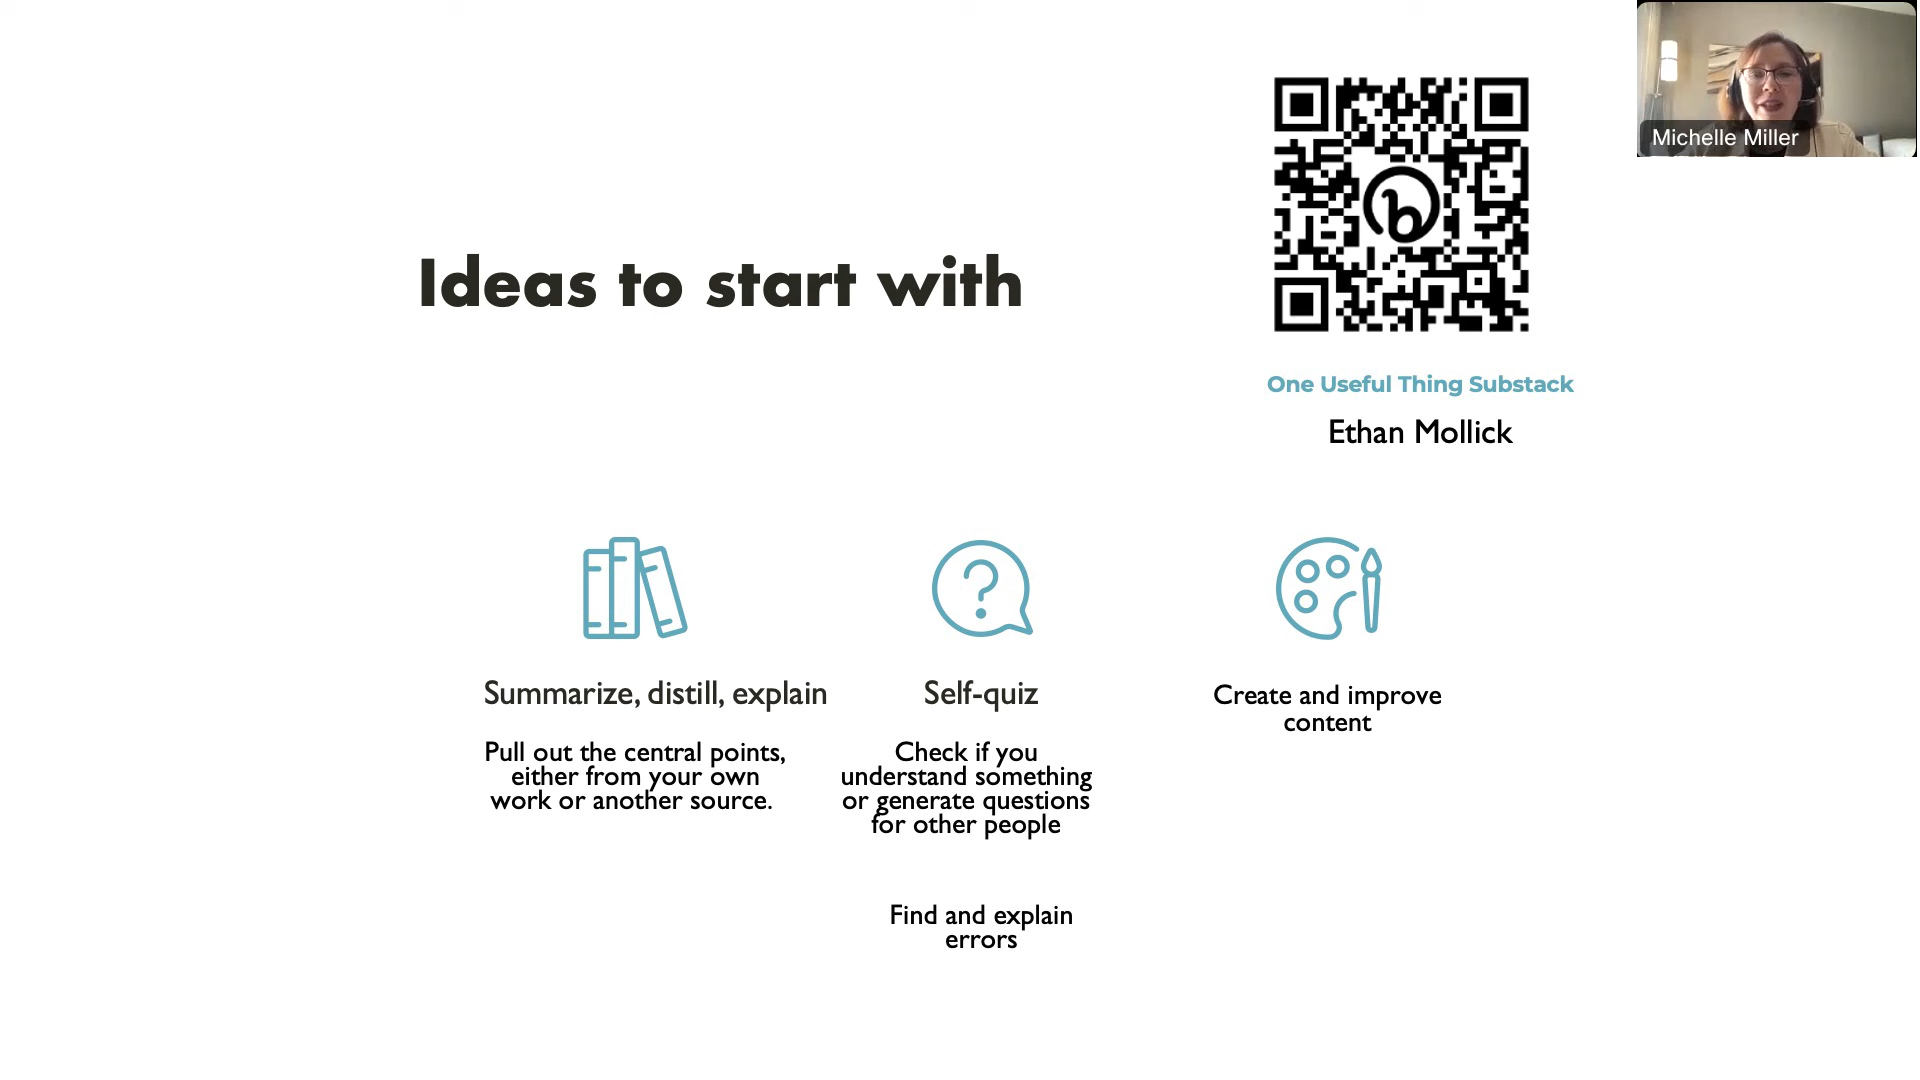 Michelle Miller
Ideas to start with
One Useful Thing Substack
Ethan Mollick
Summarize, distill, explain
Pull out the central points,
either from your own
work or another source.
Self-quiz
Check if you
understand something
or generate questions
for other people
Find and explain
errors
Create and improve
content